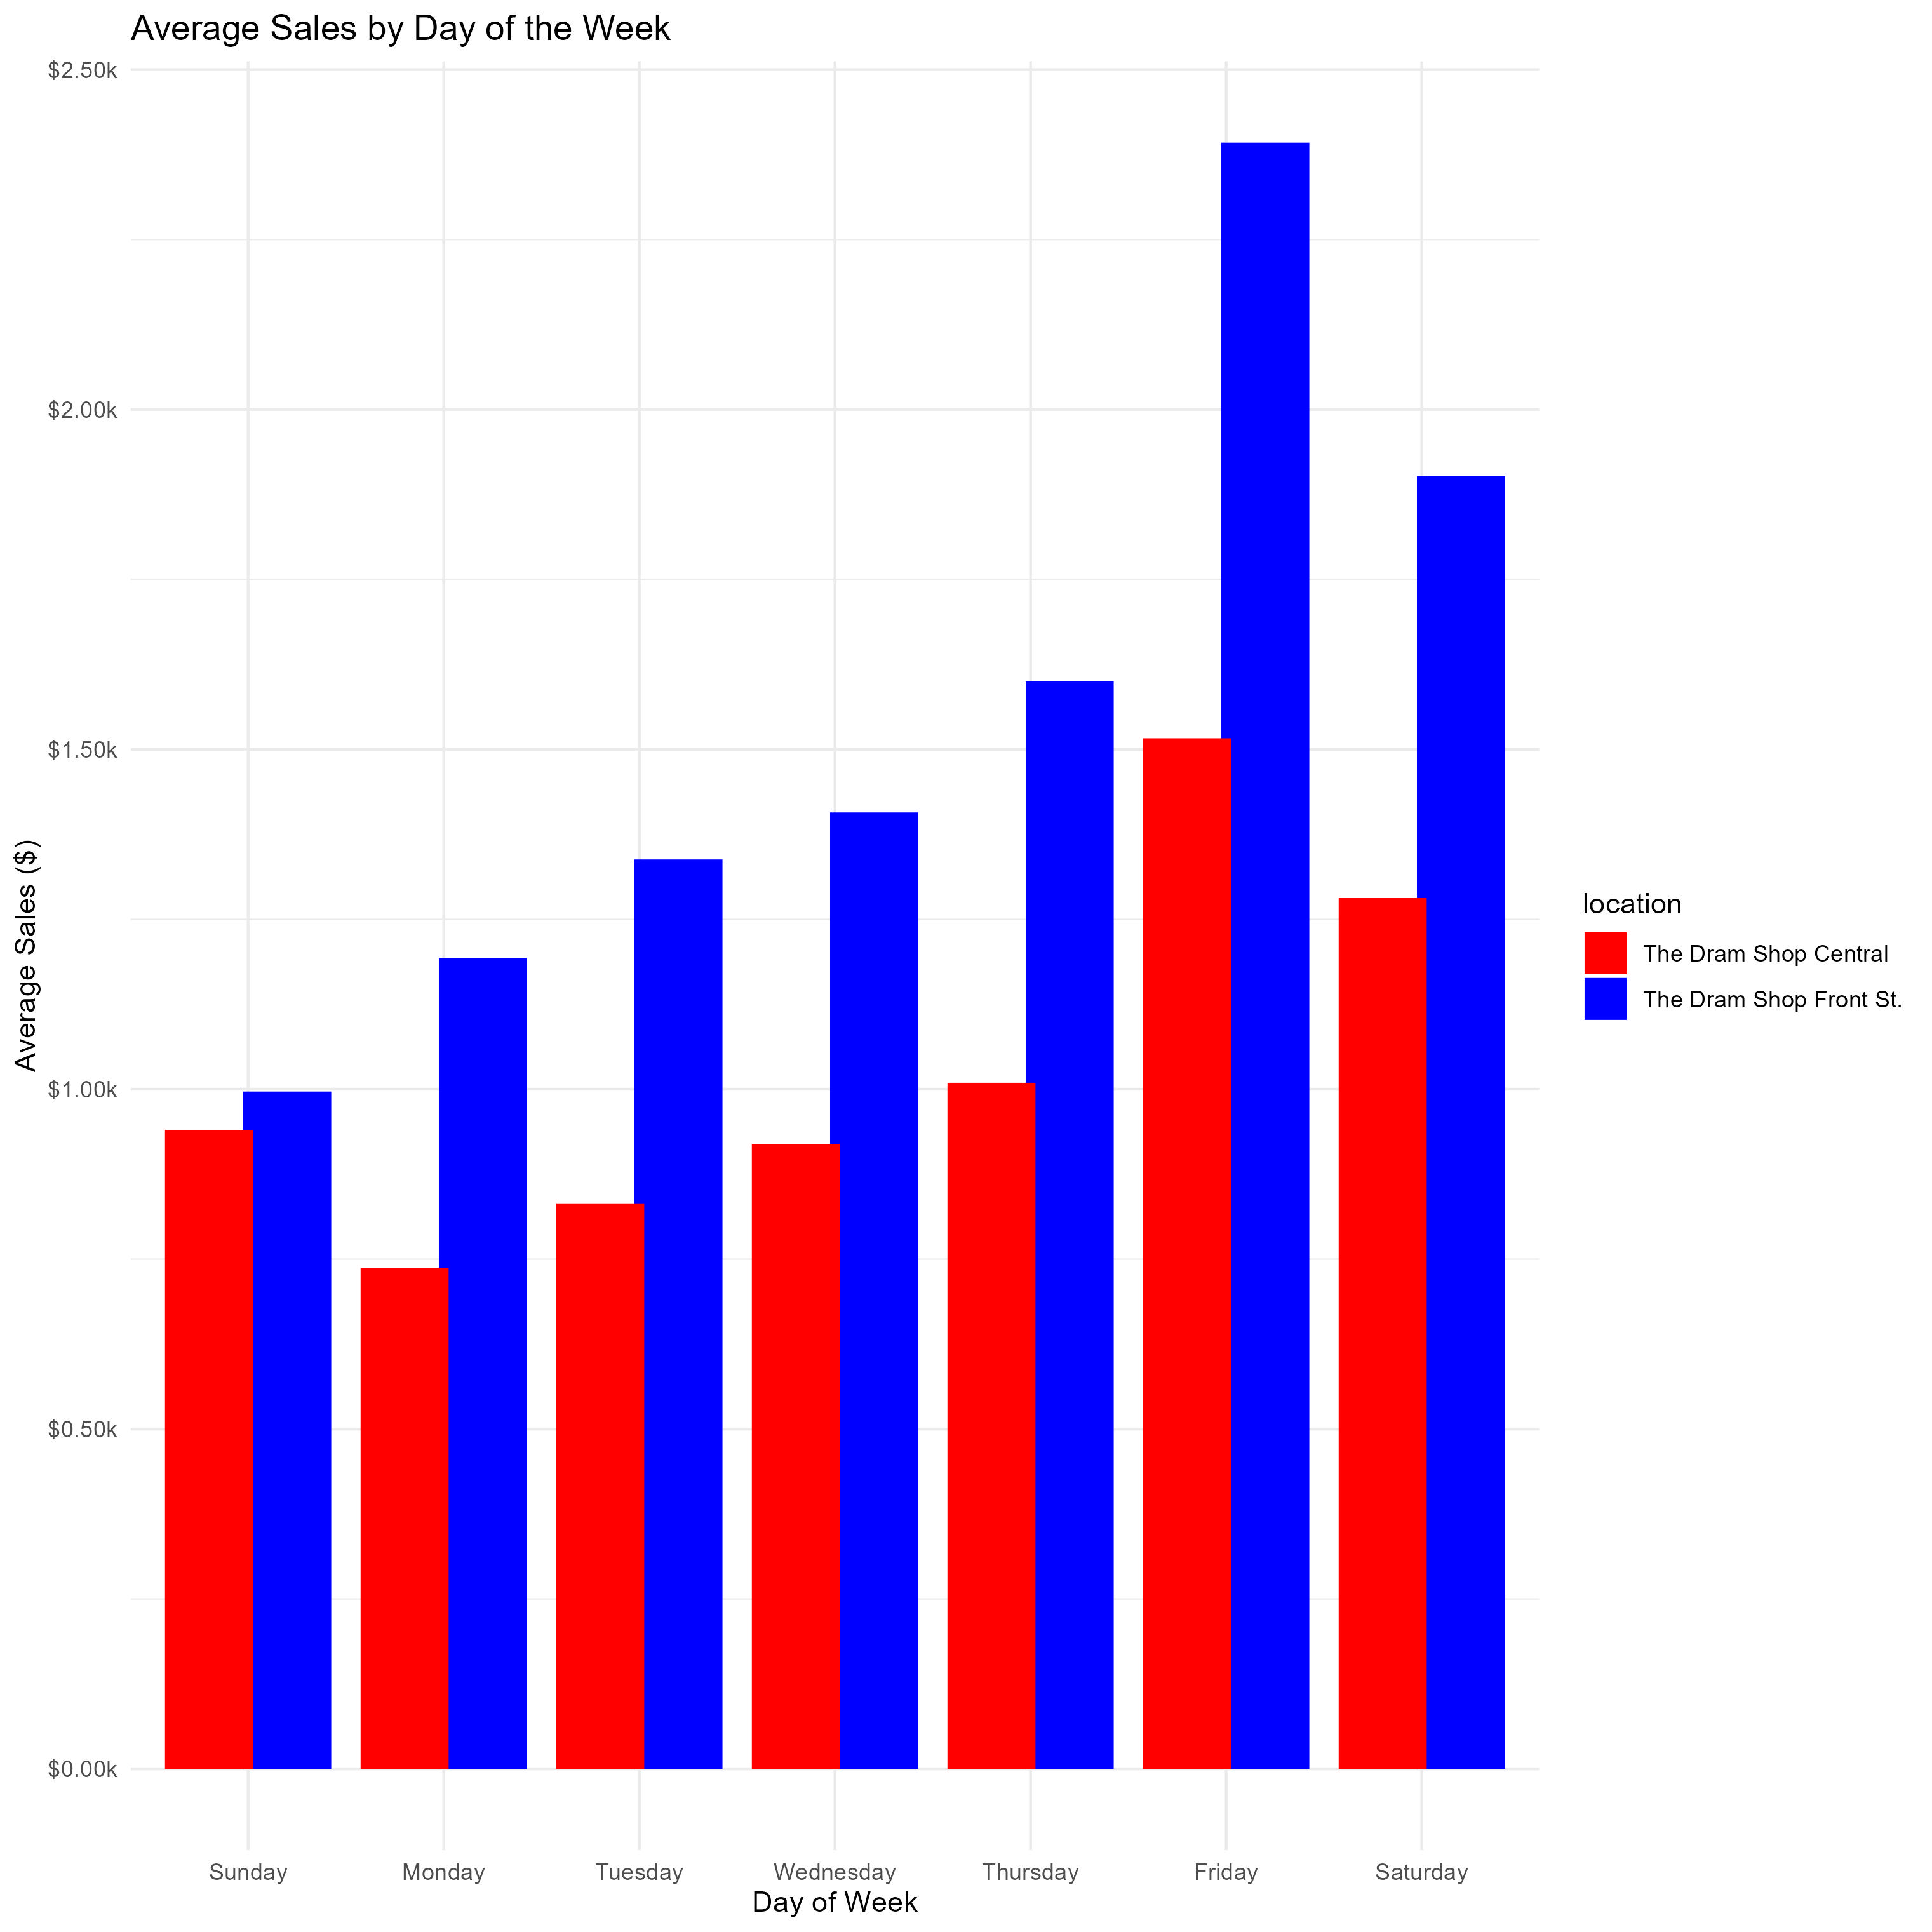 Average Sales by Day of the Week
$2.50k
$2.00k
$1.50k
$1.00k
$0.50k
$0.00k
Average Sales ($)
Sunday Monday Tuesday Wednesday Thursday Friday Saturday
Day of Week
location
The Dram Shop Central
The Dram Shop Front St.